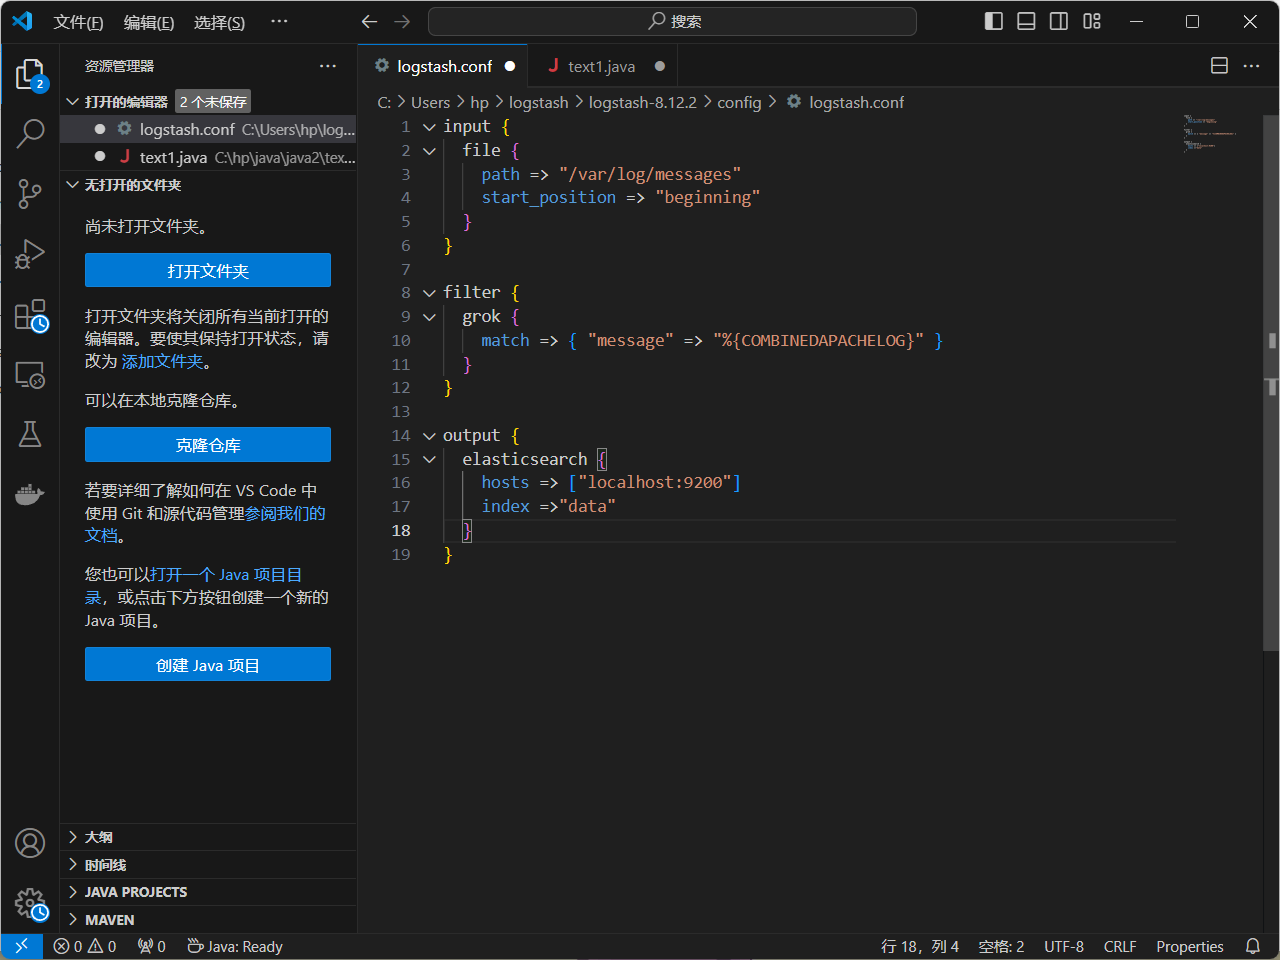 文件(F) 编辑(E) 选择(S) ··· 搜索
2
资源管理器 ···
打开的编辑器 2 个未保存
logstash.conf C:\Users\hp\log...
J text1.java C:\hp\java\java2\tex...
无打开的文件夹
尚未打开文件夹。
打开文件夹
打开文件夹将关闭所有当前打开的
编辑器。要使其保持打开状态，请
改为 添加文件夹。
可以在本地克隆仓库。
克隆仓库
若要详细了解如何在 VS Code 中
使用 Git 和源代码管理参阅我们的
文档。
您也可以打开一个 Java 项目目
录，或点击下方按钮创建一个新的
Java 项目。
创建 Java 项目
大纲
时间线
JAVA PROJECTS
MAVEN
logstash.conf J text1.java
C: > Users > hp > logstash > logstash-8.12.2 > config > logstash.conf
1 input {
2 file {
3 path => "/var/log/messages"
4 start_position => "beginning"
5 }
6 }
7
8 filter {
9 grok {
10 match => { "message" => "%{COMBINEDAPACHELOG}" }
11 }
12 }
13
14 output {
15 elasticsearch {
16 hosts => ["localhost:9200"]
17 index =>"data"
18 }
19 }
0 0 0 Java: Ready 行 18，列 4 空格: 2 UTF-8 CRLF Properties